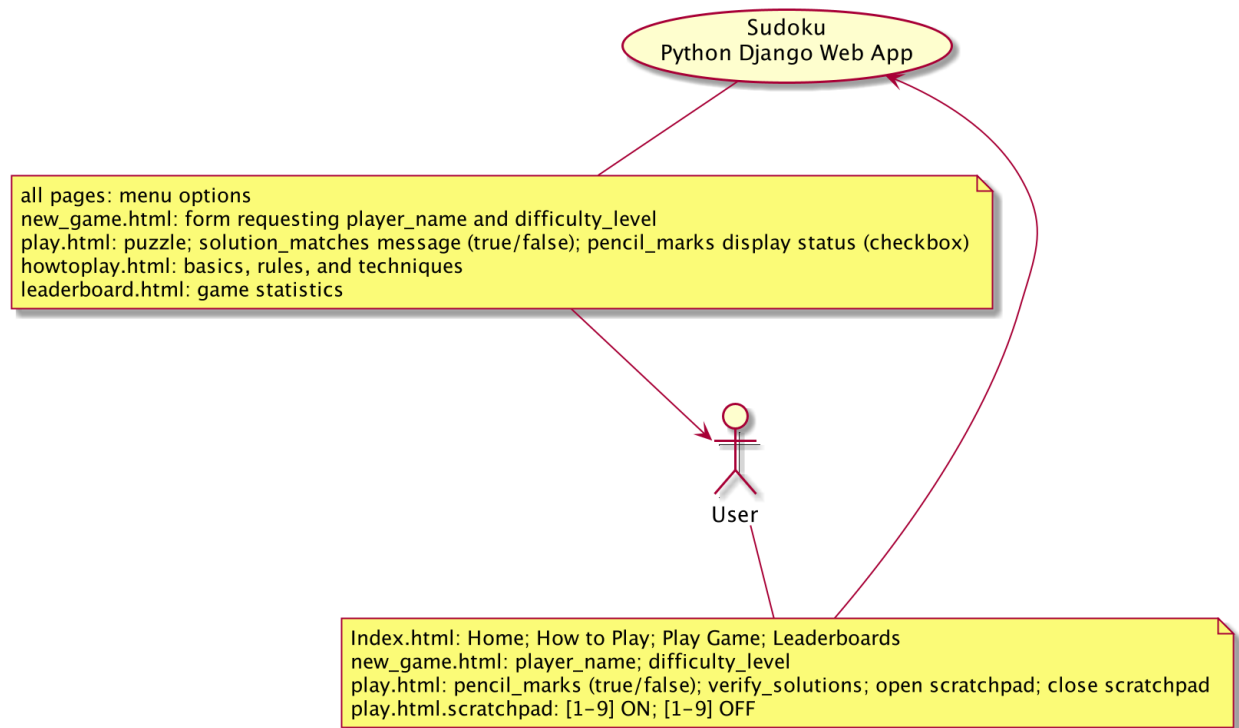 Sudoku
Python Django Web App
all pages: menu options
new_game.html: form requesting player_name and difficulty_level
play.html: puzzle; solution_matches message (true/false); pencil_marks display status (checkbox)
howtoplay.html: basics, rules, and techniques
leaderboard.html: game statistics
User
Index.html: Home; How to Play; Play Game; Leaderboards
new_game.html: player_name; difficulty_level
play.html: pencil_marks (true/false); verify_solutions; open scratchpad; close scratchpad
play.html.scratchpad: [1-9] ON; [1-9] OFF